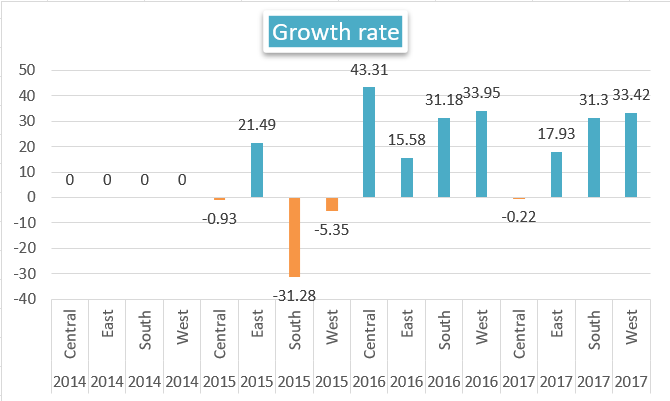 Growth rate
50
40
30
20
10
0
-10
-20
-30
-40
0 0 0 0 -0.93 21.49 -31.28 -5.35 43.31 15.58 31.18 33.95 -0.22 17.93 31.3 33.42
Central East South West Central East South West Central East South West Central East South West
2014 2014 2014 2014 2015 2015 2015 2015 2016 2016 2016 2016 2017 2017 2017 2017